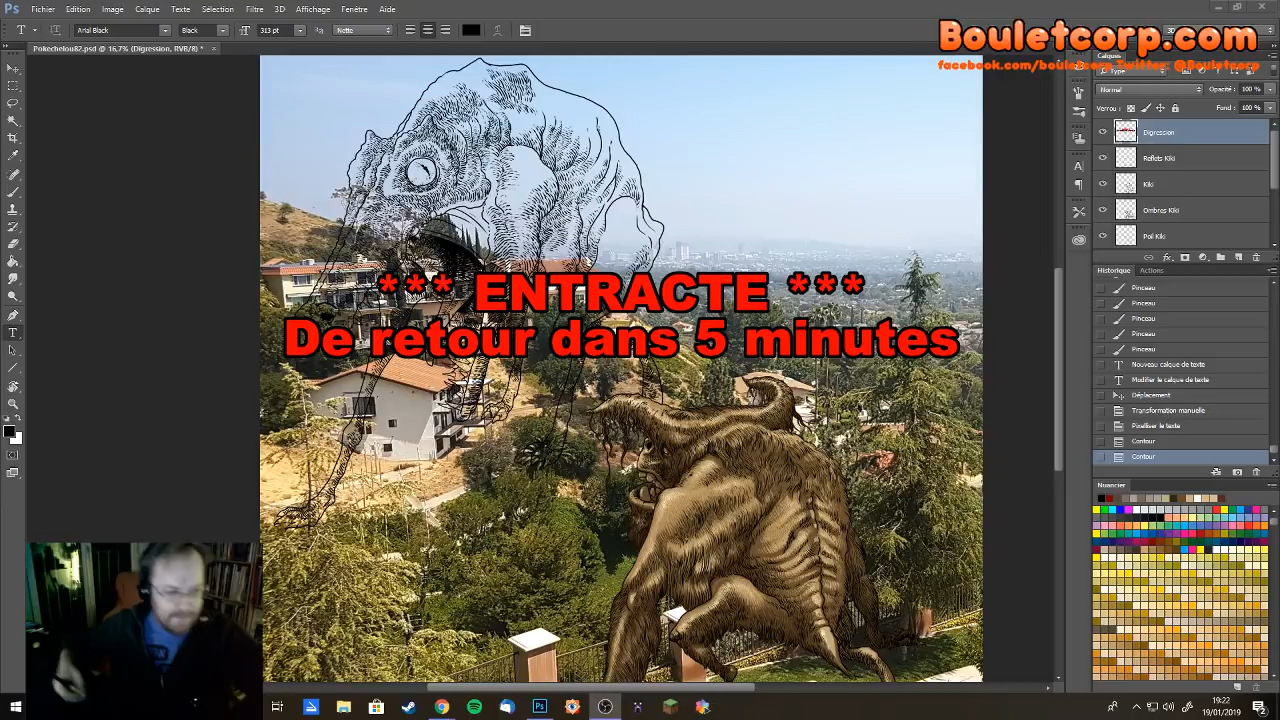 Ps Fichier Edition Image Calque Texte Sélection Filtre 3D Affichage Fenêtre Aide
Arial Black Black 313 pt Nette
Bouletcorp.com
facebook.com/bouletcorp Twitter: @Bouletcorp
Pokechelou82.psd @ 16,7% (Digression, RVB/8) *
Calques
Type
Normal Opacité : 100 %
Verrou : Fond : 100 %
Digression
Reflets Kiki
Kiki
Ombres Kiki
Poil Kiki
Historique Actions
Pinceau
Pinceau
Pinceau
Pinceau
Pinceau
Nouveau calque de texte
Modifier le calque de texte
Déplacement
Transformation manuelle
Pixelliser le texte
Contour
Contour
Nuancier
*** ENTRACTE ***
De retour dans 5 minutes
19:22
19/01/2019